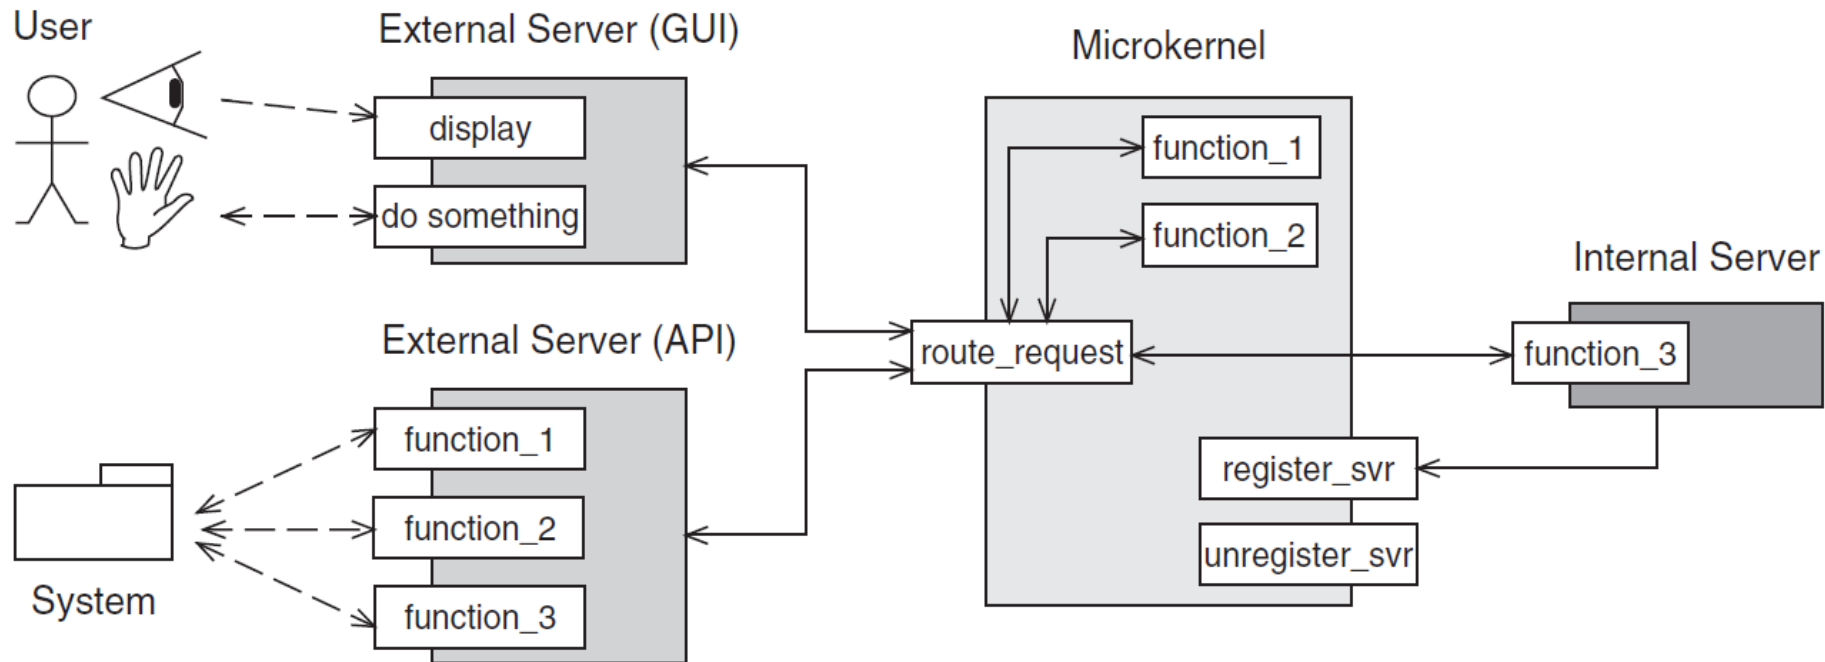 User
External Server (GUI)
display
do something
External Server (API)
function_1
function_2
function_3
System
Microkernel
function_1
function_2
route_request
register_svr
unregister_svr
Internal Server
function_3